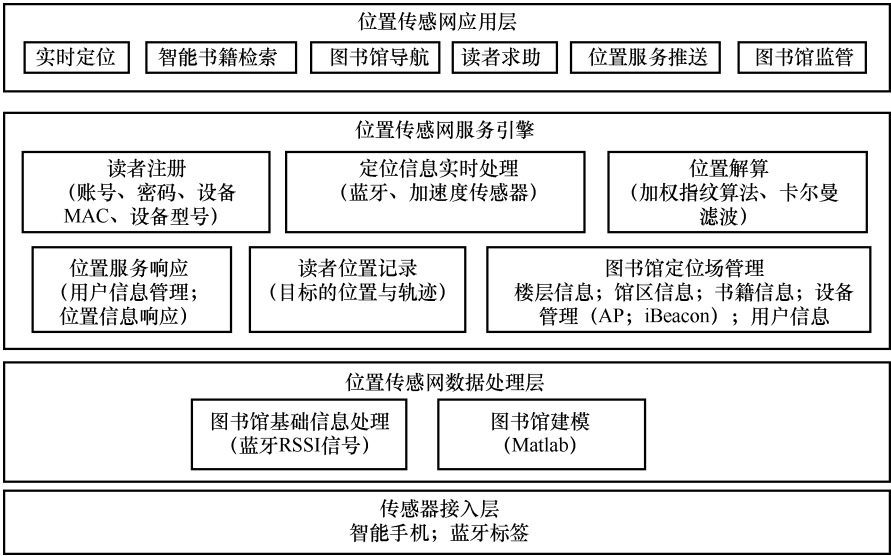 位置传感网应用层
实时定位
智能书籍检索
图书馆导航
读者求助
位置服务推送
图书馆监管
位置传感网服务引擎
读者注册
（账号、密码、设备
MAC、设备型号）
定位信息实时处理
（蓝牙、加速度传感器）
位置解算
（加权指纹算法、卡尔曼
滤波）
位置服务响应
（用户信息管理；
位置信息响应）
读者位置记录
（目标的位置与轨迹）
图书馆定位场管理
楼层信息；馆区信息；书籍信息；设备
管理（AP；iBeacon）；用户信息
位置传感网数据处理层
图书馆基础信息处理
（蓝牙RSSI信号）
图书馆建模
（Matlab）
传感器接入层
智能手机；蓝牙标签